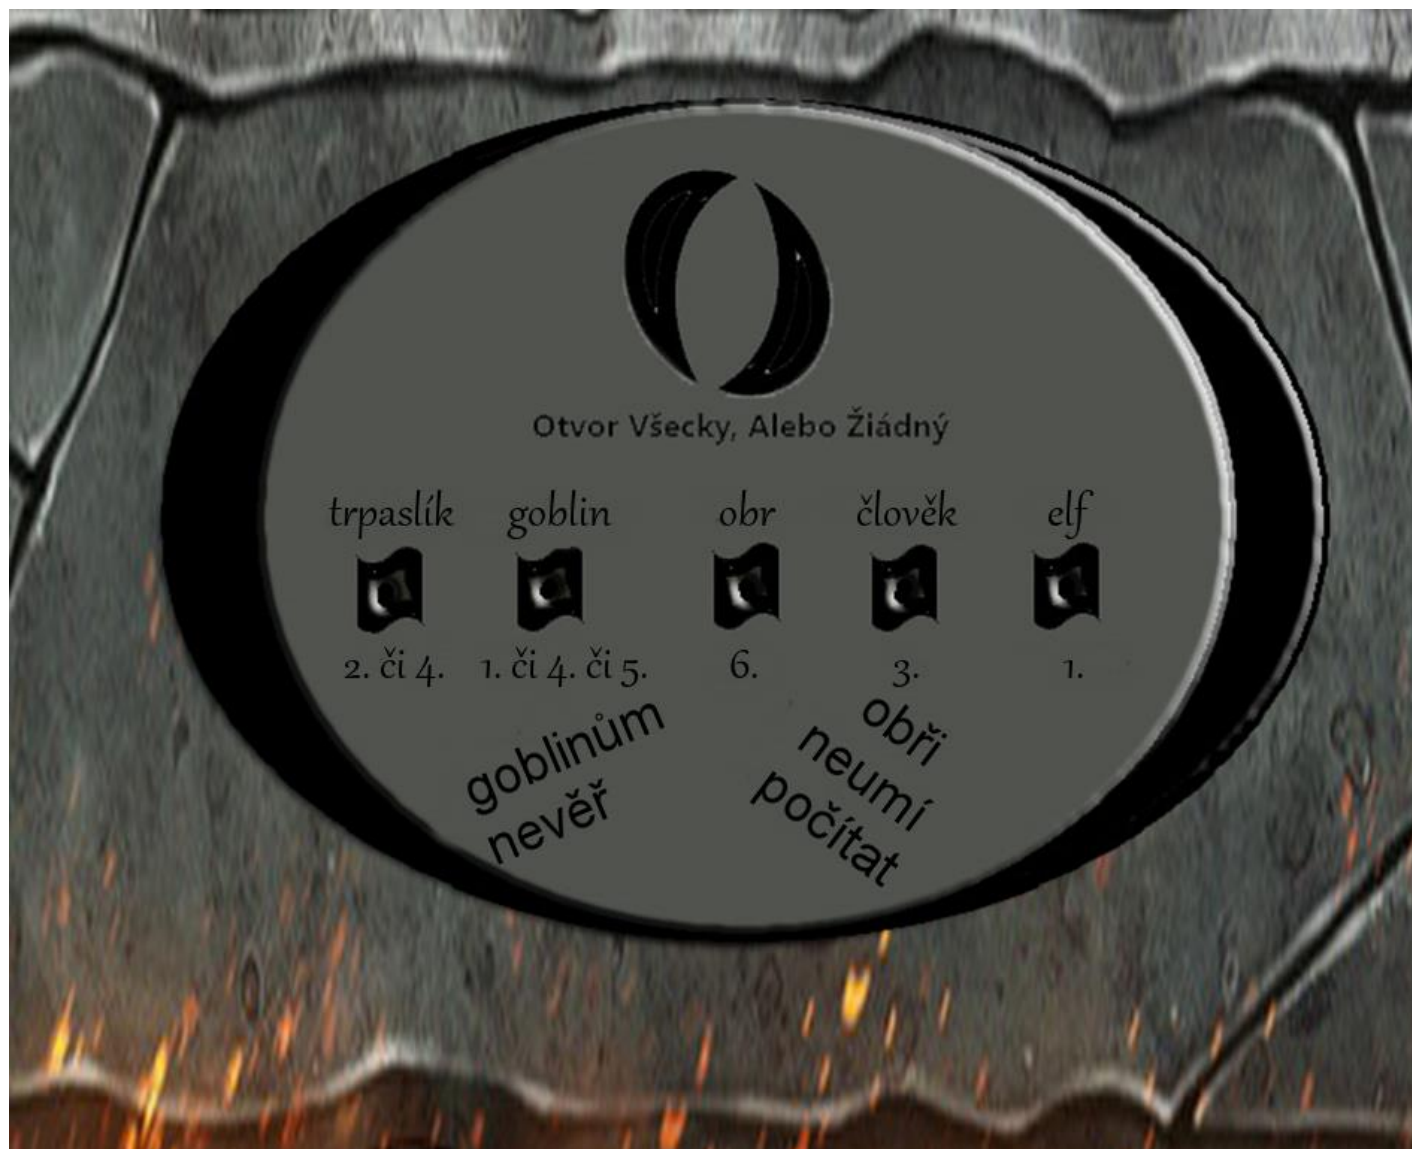 Otvor Všecky, Alebo Žiádný
trpaslík goblin obr člověk elf
2. či 4. 1. či 4. či 5. 6. 3. 1.
goblinům
nevěř
obři
neumí
počítat